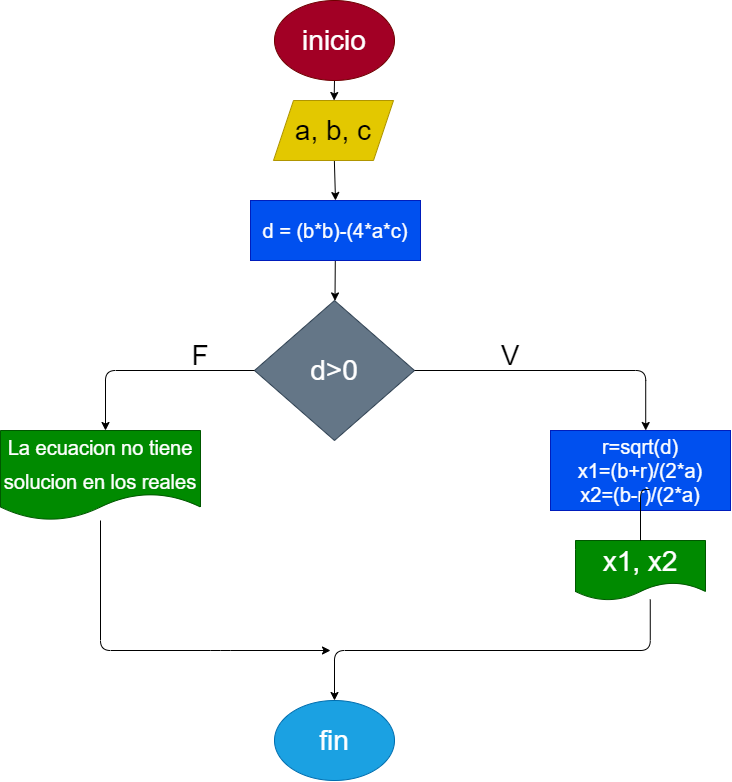 inicio
a, b, c
d = (b*b)-(4*a*c)
d>0
F
V
La ecuacion no tiene
solucion en los reales
r=sqrt(d)
x1=(b+r)/(2*a)
x2=(b-r)/(2*a)
x1, x2
fin